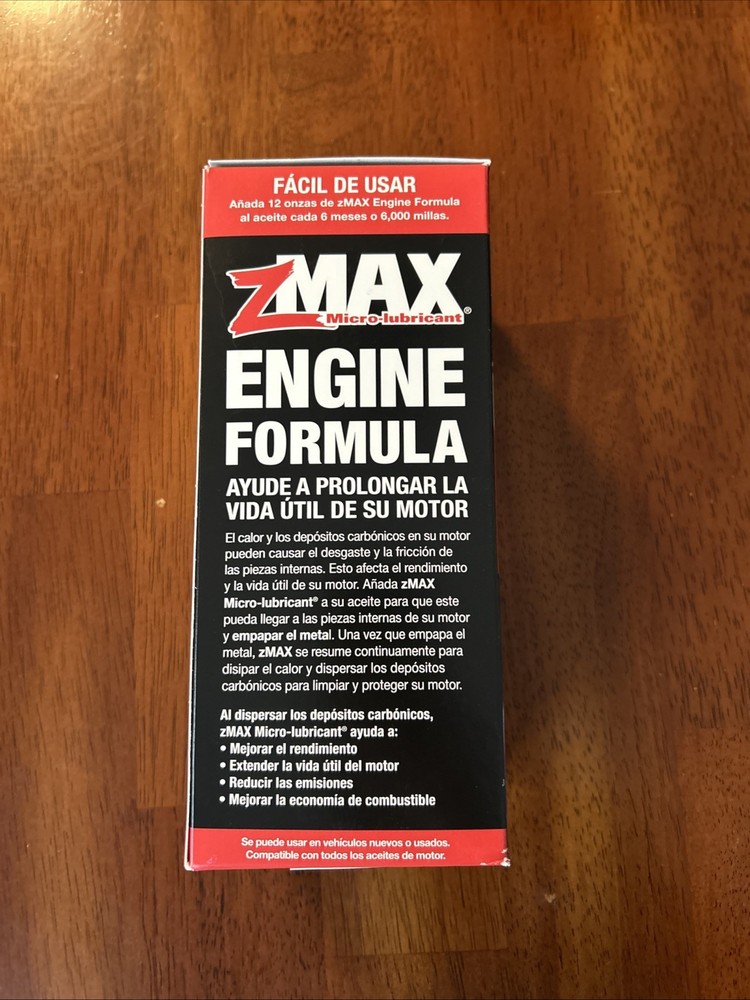 FÁCIL DE USAR
Añada 12 onzas de zMAX Engine Formula
al aceite cada 6 meses o 6,000 millas.
zMAX
Micro-lubricant®
ENGINE
FORMULA
AYUDE A PROLONGAR LA
VIDA ÚTIL DE SU MOTOR
El calor y los depósitos carbónicos en su motor
pueden causar el desgaste y la fricción de
las piezas internas. Esto afecta el rendimiento
y la vida útil de su motor. Añada zMAX
Micro-lubricant® a su aceite para que este
pueda llegar a las piezas internas de su motor
y empapar el metal. Una vez que empapa el
metal, zMAX se resume continuamente para
disipar el calor y dispersar los depósitos
carbónicos para limpiar y proteger su motor.
Al dispersar los depósitos carbónicos,
zMAX Micro-lubricant® ayuda a:
• Mejorar el rendimiento
• Extender la vida útil del motor
• Reducir las emisiones
• Mejorar la economía de combustible
Se puede usar en vehículos nuevos o usados.
Compatible con todos los aceites de motor.